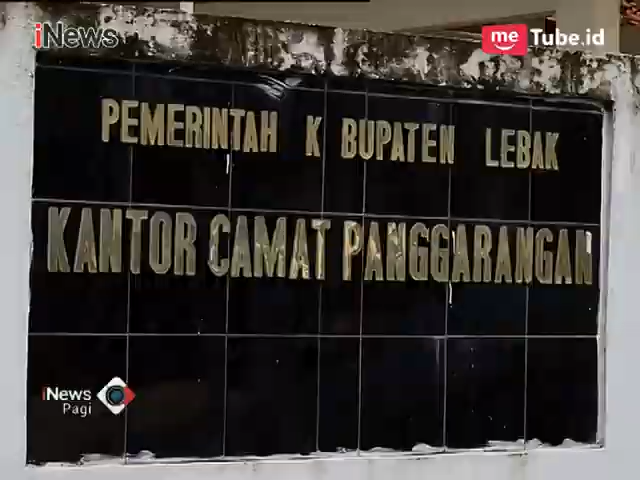 iNews
me Tube.id
PEMERINTAH K BUPATEN LEBAK
KANTOR CAMAT PANGGARANGAN
iNews
Pagi